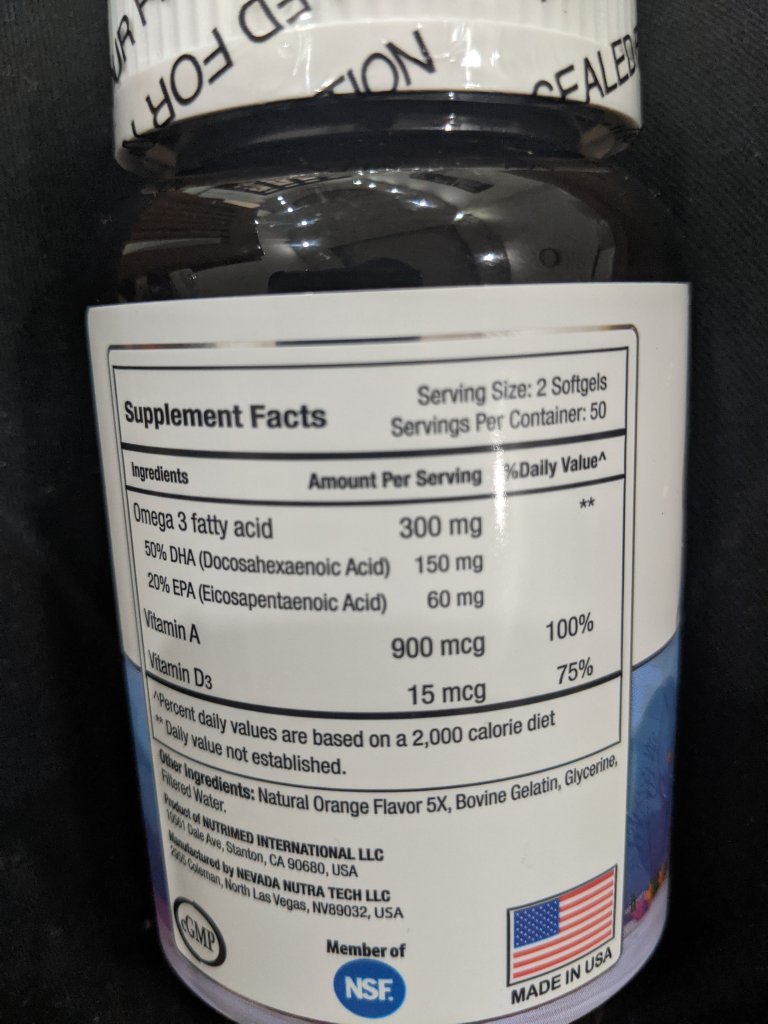 UR
FOR
ED
NOI
SEALED
Supplement Facts
Serving Size: 2 Softgels
Servings Per Container: 50
Ingredients Amount Per Serving %Daily Value^
Omega 3 fatty acid 300 mg **
50% DHA (Docosahexaenoic Acid) 150 mg
20% EPA (Eicosapentaenoic Acid) 60 mg
Vitamin A 900 mcg 100%
Vitamin D3 15 mcg 75%
^Percent daily values are based on a 2,000 calorie diet
** Daily value not established.
Other Ingredients: Natural Orange Flavor 5X, Bovine Gelatin, Glycerine,
Filtered Water.
Product of NUTRIMED INTERNATIONAL LLC
Dale Ave, Stanton, CA 90680, USA
Manufactured by NEVADA NUTRA TECH LLC
Coleman, North Las Vegas, NV89032, USA
cGMP
Member of
NSF.
MADE IN USA